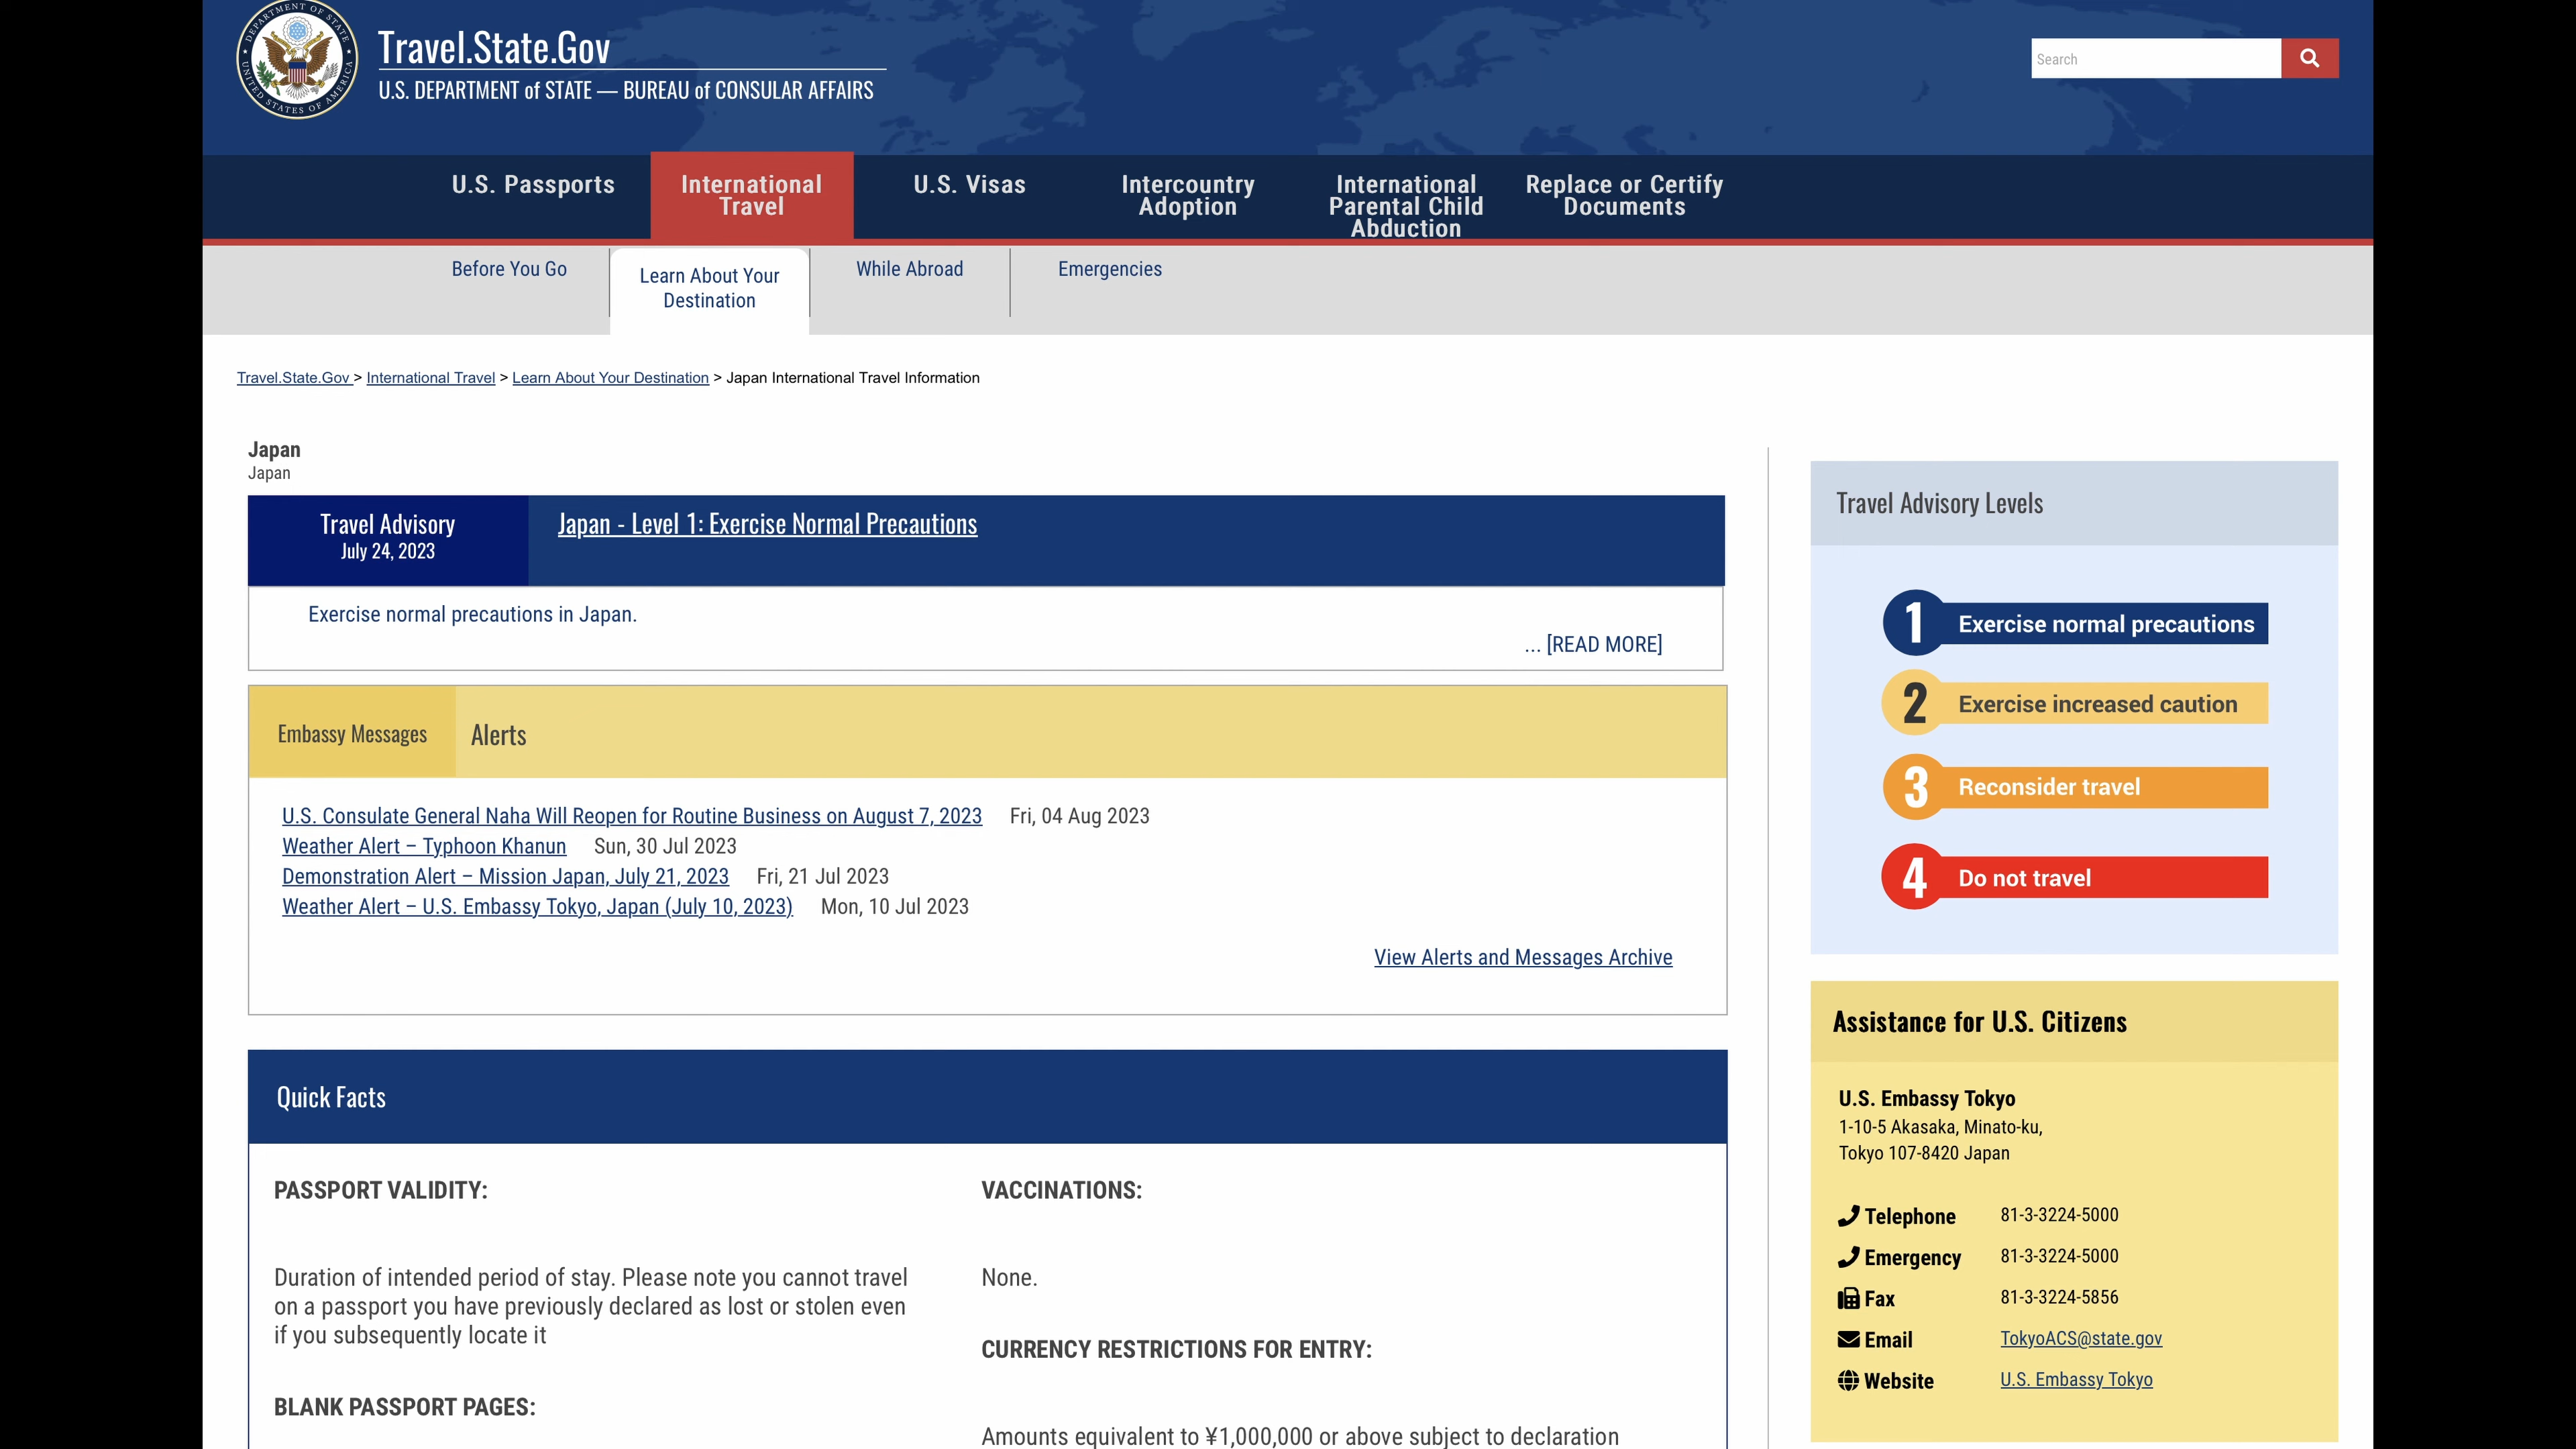 DEPARTMENT OF STATE
UNITED STATES OF AMERICA
Travel.State.Gov
U.S. DEPARTMENT of STATE — BUREAU of CONSULAR AFFAIRS
Search
U.S. Passports
International
Travel
U.S. Visas
Intercountry
Adoption
International
Parental Child
Abduction
Replace or Certify
Documents
Before You Go
Learn About Your
Destination
While Abroad
Emergencies
Travel.State.Gov > International Travel > Learn About Your Destination > Japan International Travel Information
Japan
Japan
Travel Advisory
July 24, 2023
Japan - Level 1: Exercise Normal Precautions
Exercise normal precautions in Japan.
... [READ MORE]
Embassy Messages
Alerts
U.S. Consulate General Naha Will Reopen for Routine Business on August 7, 2023 Fri, 04 Aug 2023
Weather Alert – Typhoon Khanun Sun, 30 Jul 2023
Demonstration Alert – Mission Japan, July 21, 2023 Fri, 21 Jul 2023
Weather Alert – U.S. Embassy Tokyo, Japan (July 10, 2023) Mon, 10 Jul 2023
View Alerts and Messages Archive
Quick Facts
PASSPORT VALIDITY:
Duration of intended period of stay. Please note you cannot travel
on a passport you have previously declared as lost or stolen even
if you subsequently locate it
BLANK PASSPORT PAGES:
VACCINATIONS:
None.
CURRENCY RESTRICTIONS FOR ENTRY:
Amounts equivalent to ¥1,000,000 or above subject to declaration
Travel Advisory Levels
1 Exercise normal precautions
2 Exercise increased caution
3 Reconsider travel
4 Do not travel
Assistance for U.S. Citizens
U.S. Embassy Tokyo
1-10-5 Akasaka, Minato-ku,
Tokyo 107-8420 Japan
Telephone 81-3-3224-5000
Emergency 81-3-3224-5000
Fax 81-3-3224-5856
Email TokyoACS@state.gov
Website U.S. Embassy Tokyo